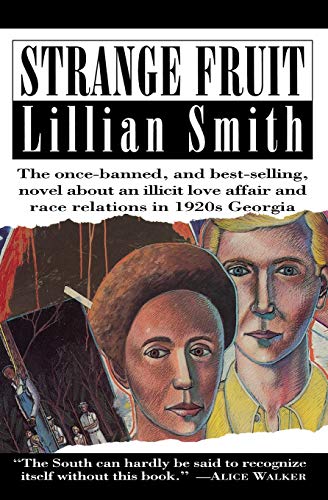 STRANGE FRUIT
Lillian Smith
The once-banned, and best-selling,
novel about an illicit love affair and
race relations in 1920s Georgia
“The South can hardly be said to recognize
itself without this book.” —ALICE WALKER